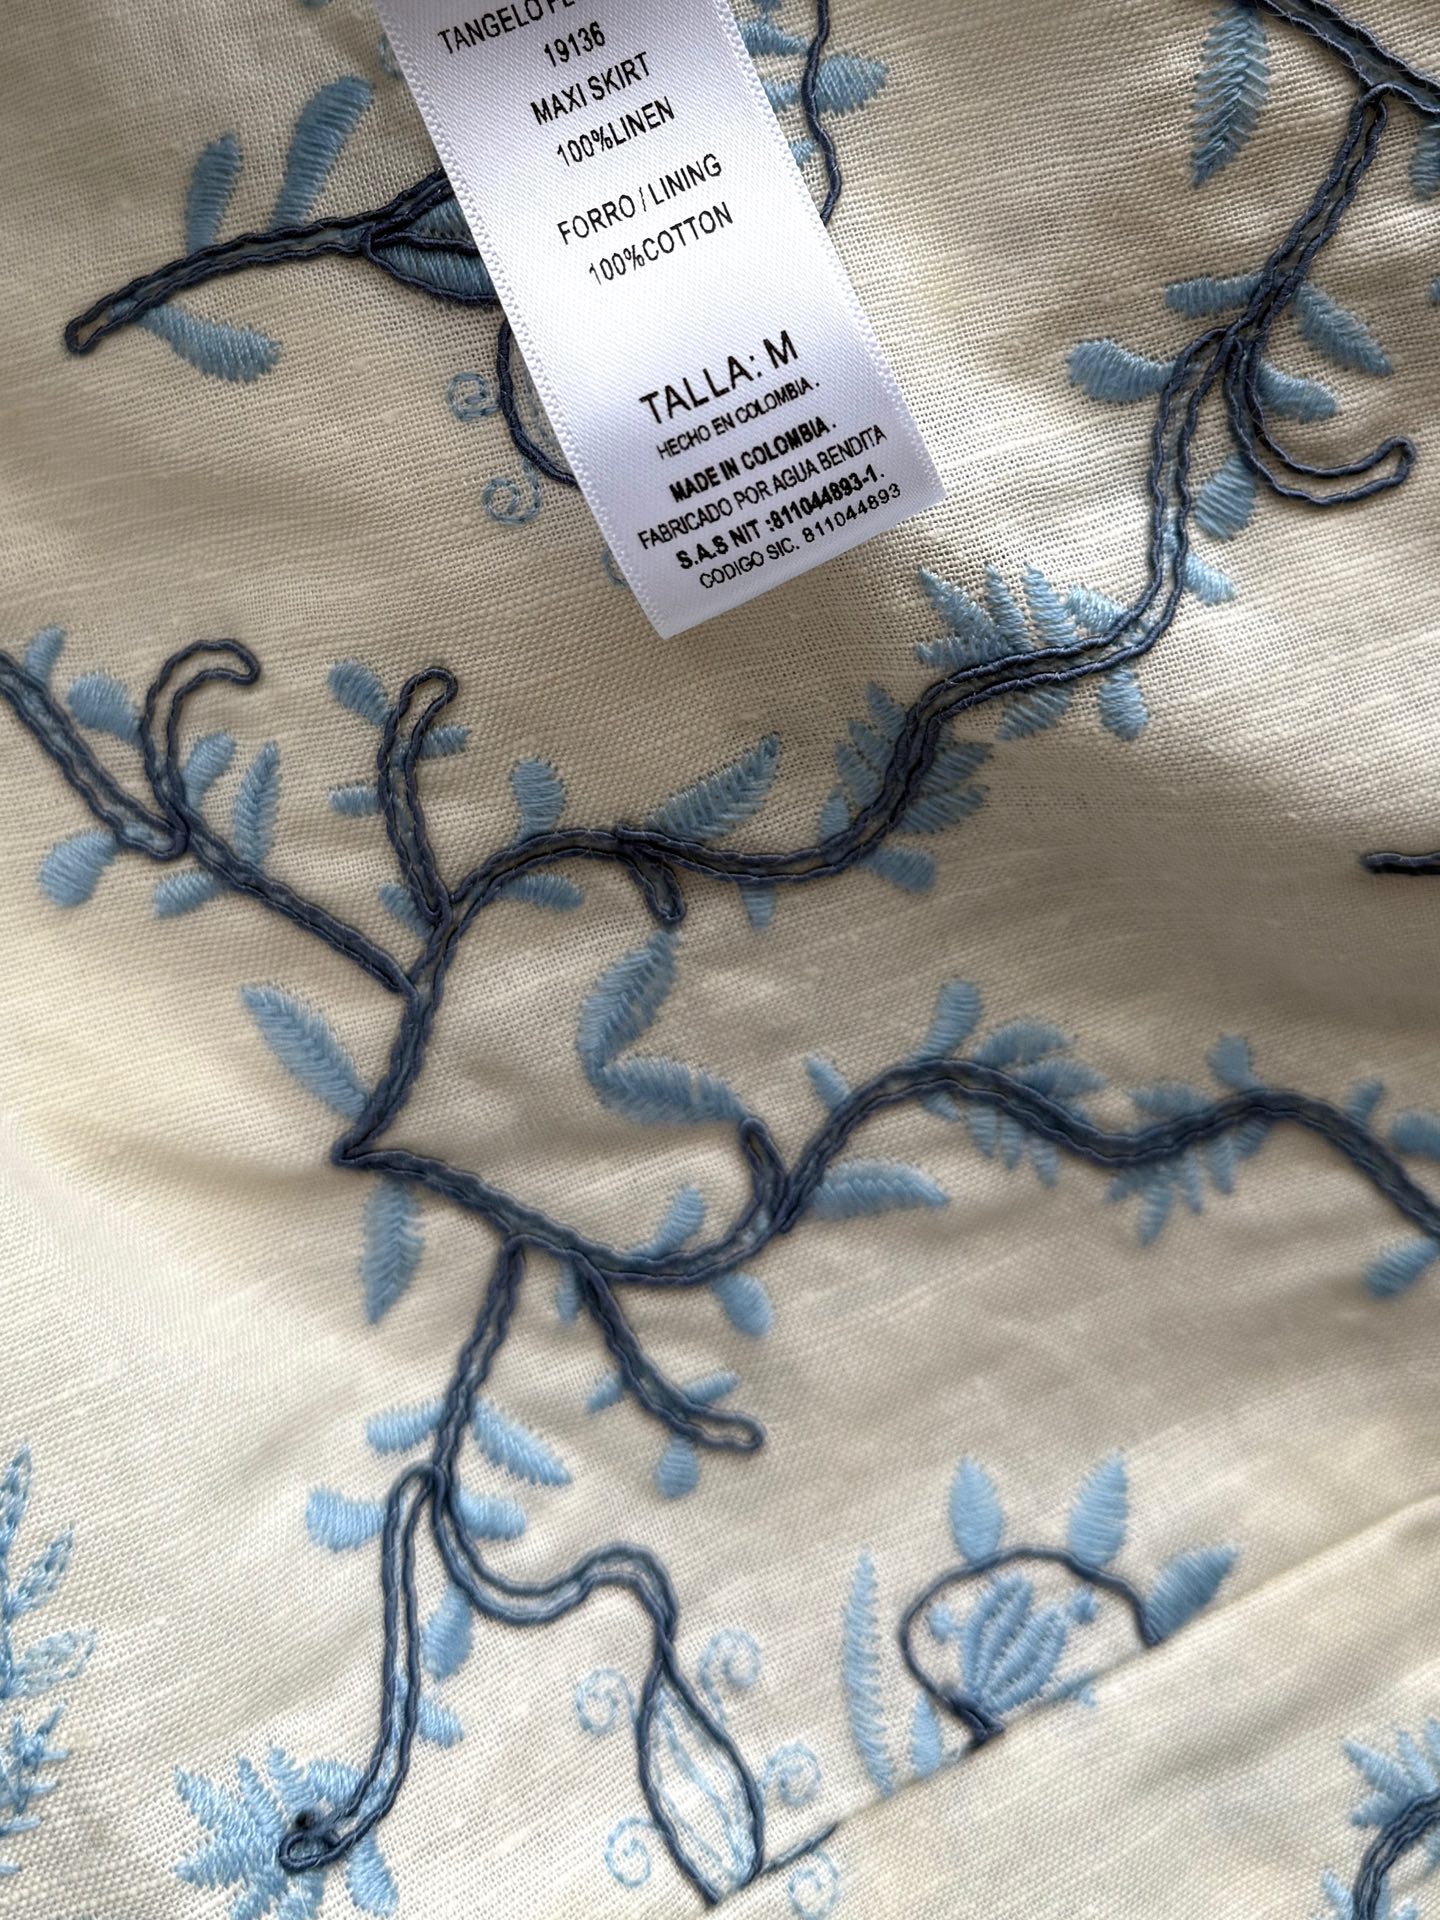 TANGELO
19136
MAXI SKIRT
100%LINEN
FORRO / LINING
100%COTTON
TALLA: M
HECHO EN COLOMBIA.
MADE IN COLOMBIA.
FABRICADO POR AGUA BENDITA
S.A.S NIT :811044893-1.
CODIGO SIC. 811044893